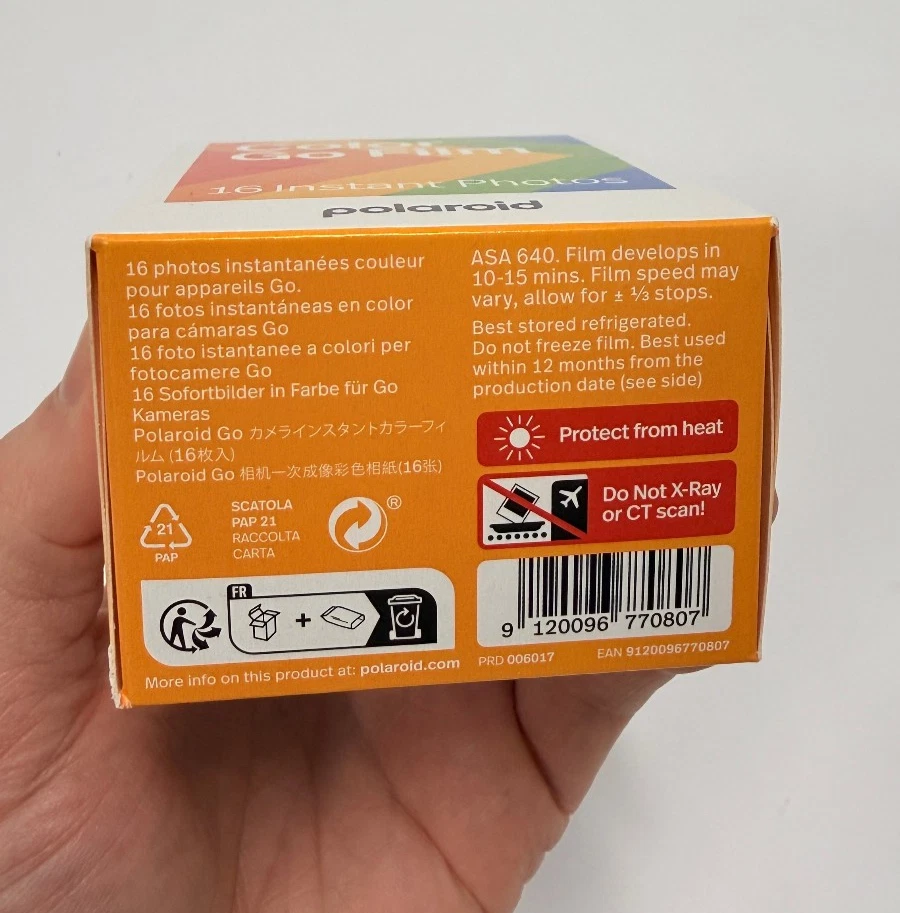 Color
Go Film
16 Instant Photos
polaroid
16 photos instantanées couleur
pour appareils Go.
16 fotos instantáneas en color
para cámaras Go
16 foto istantanee a colori per
fotocamere Go
16 Sofortbilder in Farbe für Go
Kameras
Polaroid Go カメラインスタントカラーフィ
ルム (16枚入)
Polaroid Go 相机一次成像彩色相紙(16张)
21
PAP
SCATOLA
PAP 21
RACCOLTA
CARTA
®
FR
+
More info on this product at: polaroid.com
ASA 640. Film develops in
10-15 mins. Film speed may
vary, allow for ± ⅓ stops.
Best stored refrigerated.
Do not freeze film. Best used
within 12 months from the
production date (see side)
Protect from heat
Do Not X-Ray
or CT scan!
9 120096 770807
PRD 006017 EAN 9120096770807